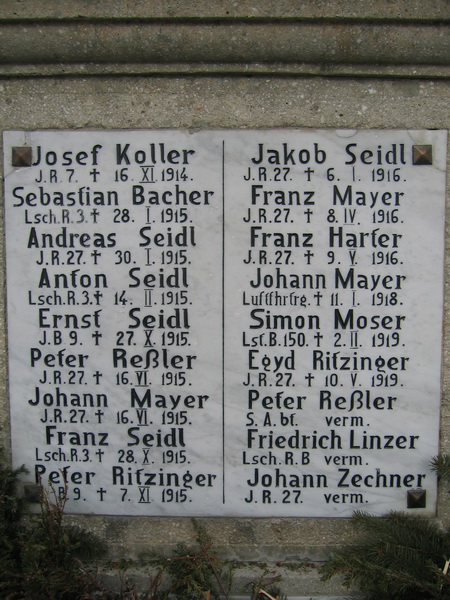 Josef Koller
J.R.7. † 16. XI. 1914.
Sebastian Bacher
Lsch.R.3. † 28. I. 1915.
Andreas Seidl
J.R.27. † 30. I. 1915.
Anton Seidl
Lsch.R.3. † 14. II. 1915.
Ernst Seidl
J.B 9. † 27. X. 1915.
Peter Reßler
J.R.27. † 16. VI. 1915.
Johann Mayer
J.R.27. † 16. VI. 1915.
Franz Seidl
Lsch.R.3. † 28. X. 1915.
Peter Ritzinger
B.9. † 7. XI. 1915.
Jakob Seidl
J.R.27. † 6. I. 1916.
Franz Mayer
J.R.27. † 8. IV. 1916.
Franz Harter
J.R.27. † 9. V. 1916.
Johann Mayer
Luftfhrtrg. † 11. I. 1918.
Simon Moser
Lst.B.150. † 2. II. 1919.
Egyd Ritzinger
J.R.27. † 10. V. 1919.
Peter Reßler
S.A.bt. verm.
Friedrich Linzer
Lsch.R.B verm.
Johann Zechner
J.R.27. verm.